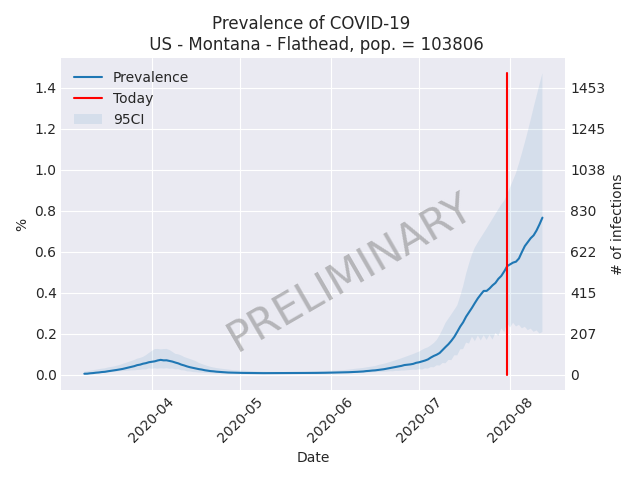 Prevalence of COVID-19
US - Montana - Flathead, pop. = 103806
Prevalence
Today
95CI
1.4
1.2
1.0
0.8
0.6
0.4
0.2
0.0
%
1453
1245
1038
830
622
415
207
0
# of infections
PRELIMINARY
2020-04
2020-05
2020-06
2020-07
2020-08
Date